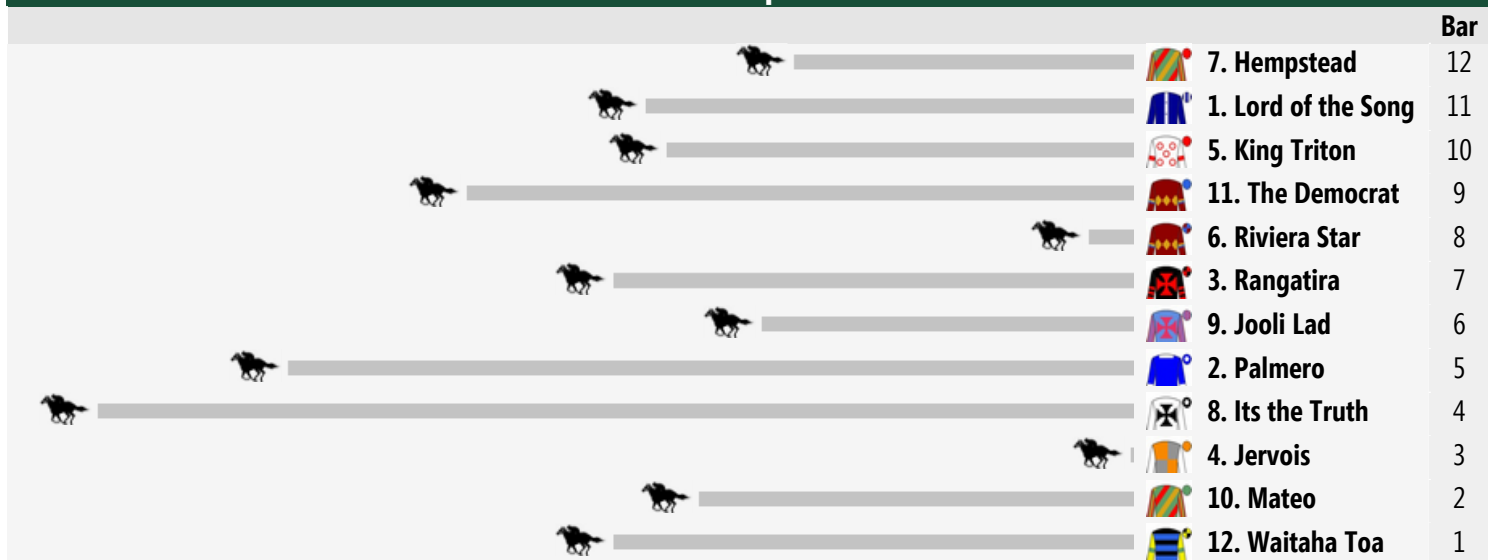 Bar
7. Hempstead 12
1. Lord of the Song 11
5. King Triton 10
11. The Democrat 9
6. Riviera Star 8
3. Rangatira 7
9. Jooli Lad 6
2. Palmero 5
8. Its the Truth 4
4. Jervois 3
10. Mateo 2
12. Waitaha Toa 1